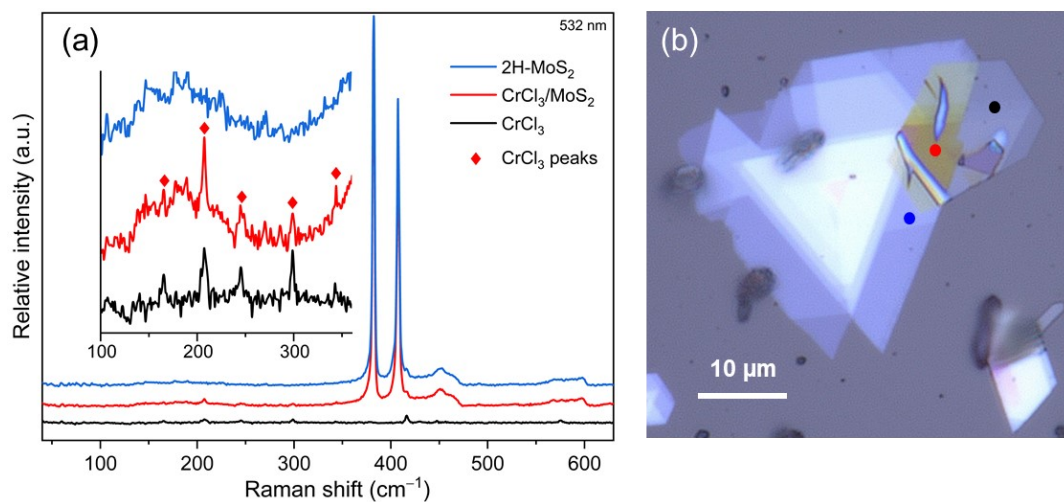 (a)
532 nm
2H-MoS₂
CrCl₃/MoS₂
CrCl₃
CrCl₃ peaks
100 200 300
Relative intensity (a.u.)
100 200 300 400 500 600
Raman shift (cm⁻¹)
(b)
10 µm